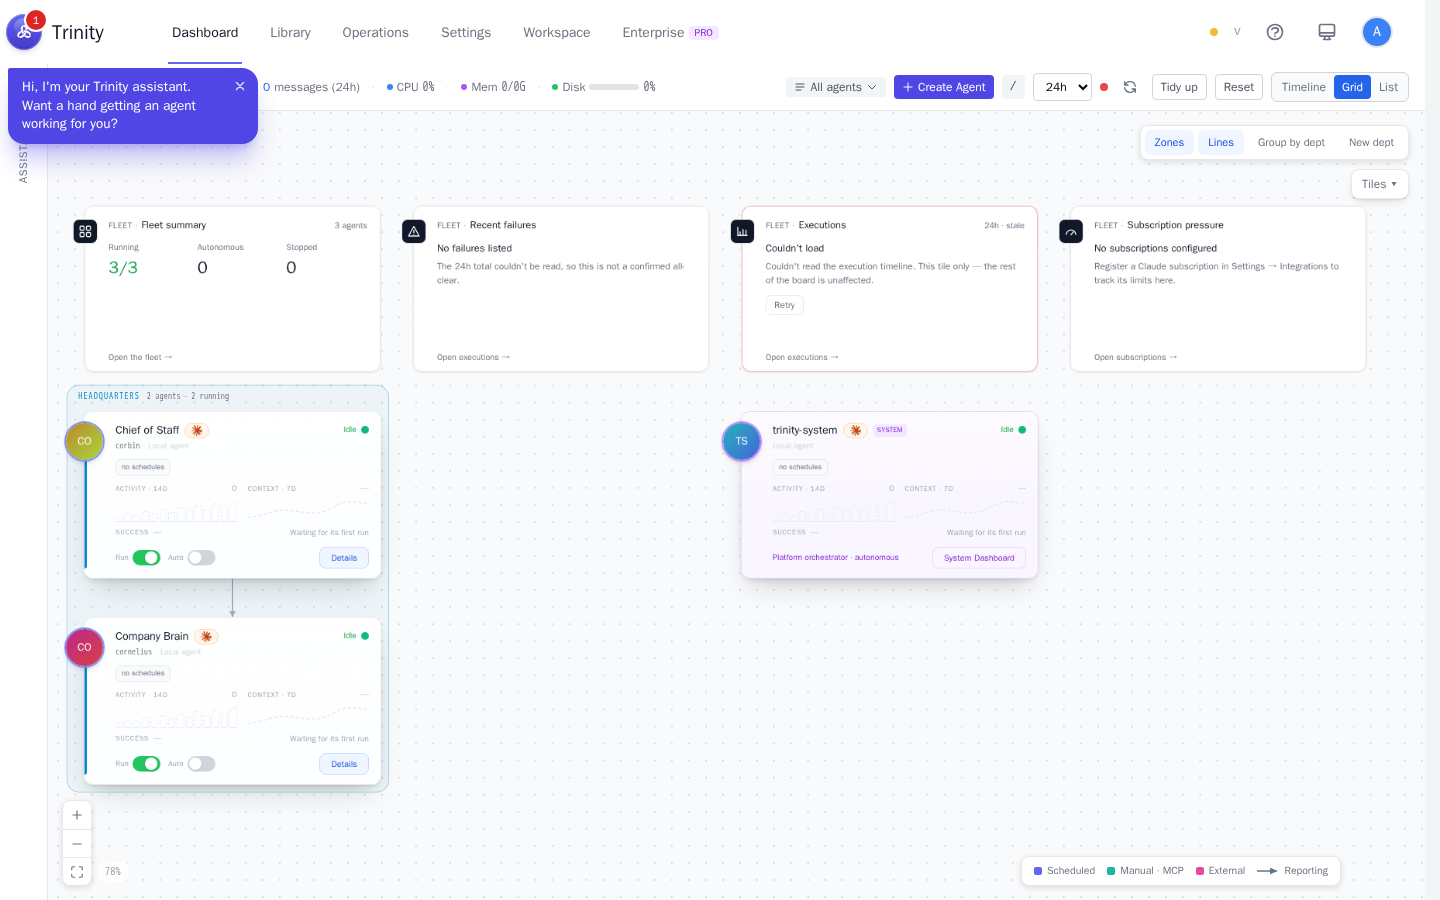 1
Trinity
Dashboard
Library
Operations
Settings
Workspace
Enterprise PRO
V
A
Hi, I'm your Trinity assistant.
Want a hand getting an agent
working for you?
0 messages (24h)
·
CPU 0%
·
Mem 0/0G
·
Disk 0%
All agents
+ Create Agent
/
24h
Tidy up
Reset
Timeline
Grid
List
Zones
Lines
Group by dept
New dept
Tiles ▾
FLEET · Fleet summary
3 agents
Running
Autonomous
Stopped
3/3
0
0
Open the fleet →
FLEET · Recent failures
No failures listed
The 24h total couldn't be read, so this is not a confirmed all-
clear.
Open executions →
FLEET · Executions
24h · stale
Couldn't load
Couldn't read the execution timeline. This tile only — the rest
of the board is unaffected.
Retry
Open executions →
FLEET · Subscription pressure
No subscriptions configured
Register a Claude subscription in Settings → Integrations to
track its limits here.
Open subscriptions →
HEADQUARTERS 2 agents · 2 running
CO
Chief of Staff
Idle
corbin · Local agent
no schedules
ACTIVITY · 14D
0
CONTEXT · 7D
—
SUCCESS —
Waiting for its first run
Run
Auto
Details
TS
trinity-system
SYSTEM
Idle
Local agent
no schedules
ACTIVITY · 14D
0
CONTEXT · 7D
—
SUCCESS —
Waiting for its first run
Platform orchestrator · autonomous
System Dashboard
CO
Company Brain
Idle
cornelius · Local agent
no schedules
ACTIVITY · 14D
0
CONTEXT · 7D
—
SUCCESS —
Waiting for its first run
Run
Auto
Details
78%
Scheduled
Manual · MCP
External
Reporting